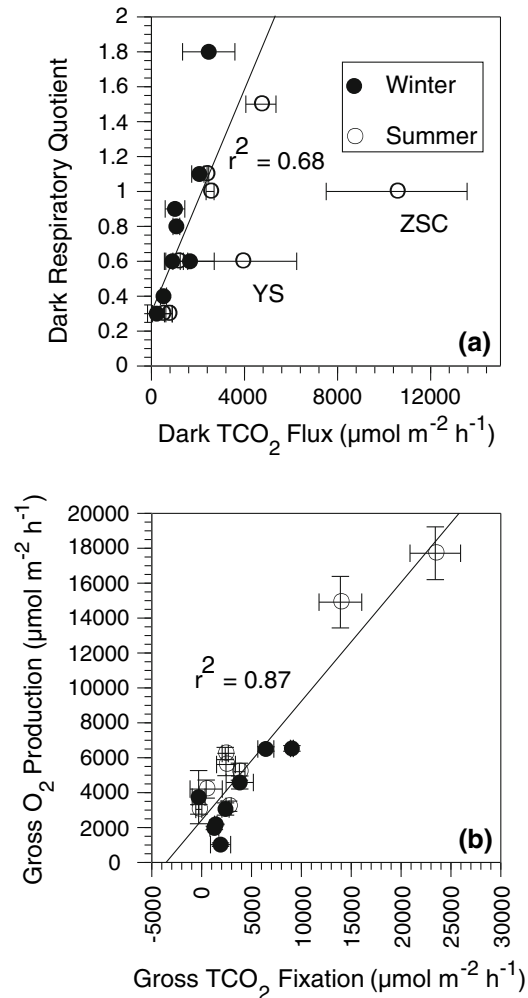 2
1.8
1.6
1.4
1.2
1
0.8
0.6
0.4
0.2
0
Dark Respiratory Quotient
Winter
Summer
r² = 0.68
ZSC
YS
(a)
0 4000 8000 12000
Dark TCO₂ Flux (µmol m⁻² h⁻¹)
20000
18000
16000
14000
12000
10000
8000
6000
4000
2000
0
Gross O₂ Production (µmol m⁻² h⁻¹)
r² = 0.87
(b)
-5000 0 5000 10000 15000 20000 25000 30000
Gross TCO₂ Fixation (µmol m⁻² h⁻¹)